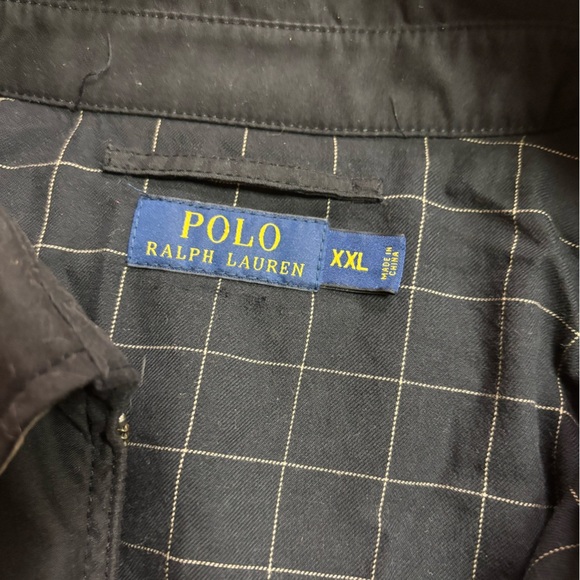 POLO
RALPH LAUREN
XXL
MADE IN
CHINA